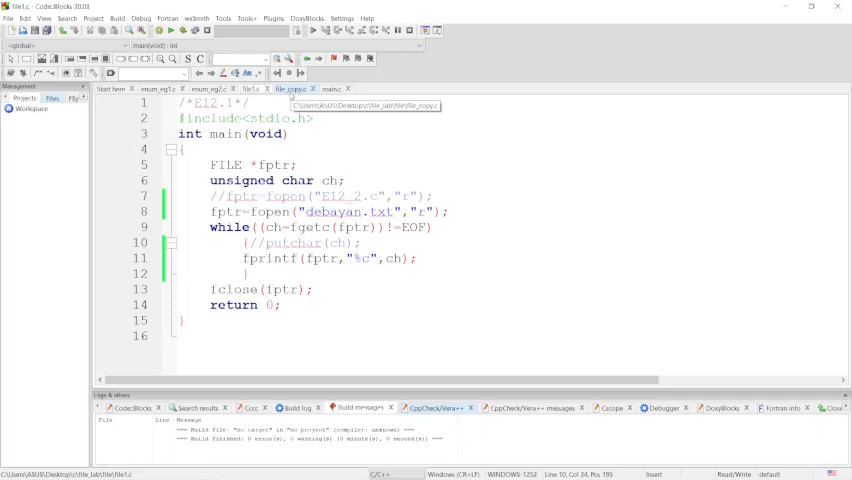 file1.c - Code::Blocks 20.03
File Edit View Search Project Build Debug Fortran wxSmith Tools Tools+ Plugins DoxyBlocks Settings Help
<global> main(void) : int
S C
Management
Projects Files FSy
Workspace
Start here enum_eg1.c enum_eg2.c file1.c file_copy.c main.c
C:\Users\ASUS\Desktop\c\file_lab\file\file_copy.c
1 /*E12.1*/
2 #include<stdio.h>
3 int main(void)
4 {
5 FILE *fptr;
6 unsigned char ch;
7 //fptr=fopen("E12_2.c","r");
8 fptr=fopen("debayan.txt","r");
9 while((ch=fgetc(fptr))!=EOF)
10 {//putchar(ch);
11 fprintf(fptr,"%c",ch);
12 }
13 fclose(fptr);
14 return 0;
15 }
16
Logs & others
Code::Blocks Search results Cccc Build log Build messages CppCheck/Vera++ CppCheck/Vera++ messages Cscope Debugger DoxyBlocks Fortran info Close
File Line Message
=== Build file: "no target" in "no project" (compiler: unknown) ===
=== Build finished: 0 error(s), 0 warning(s) (0 minute(s), 0 second(s)) ===
C:\Users\ASUS\Desktop\c\file_lab\file\file1.c C/C++ Windows (CR+LF) WINDOWS-1252 Line 10, Col 24, Pos 195 Insert Read/Write default